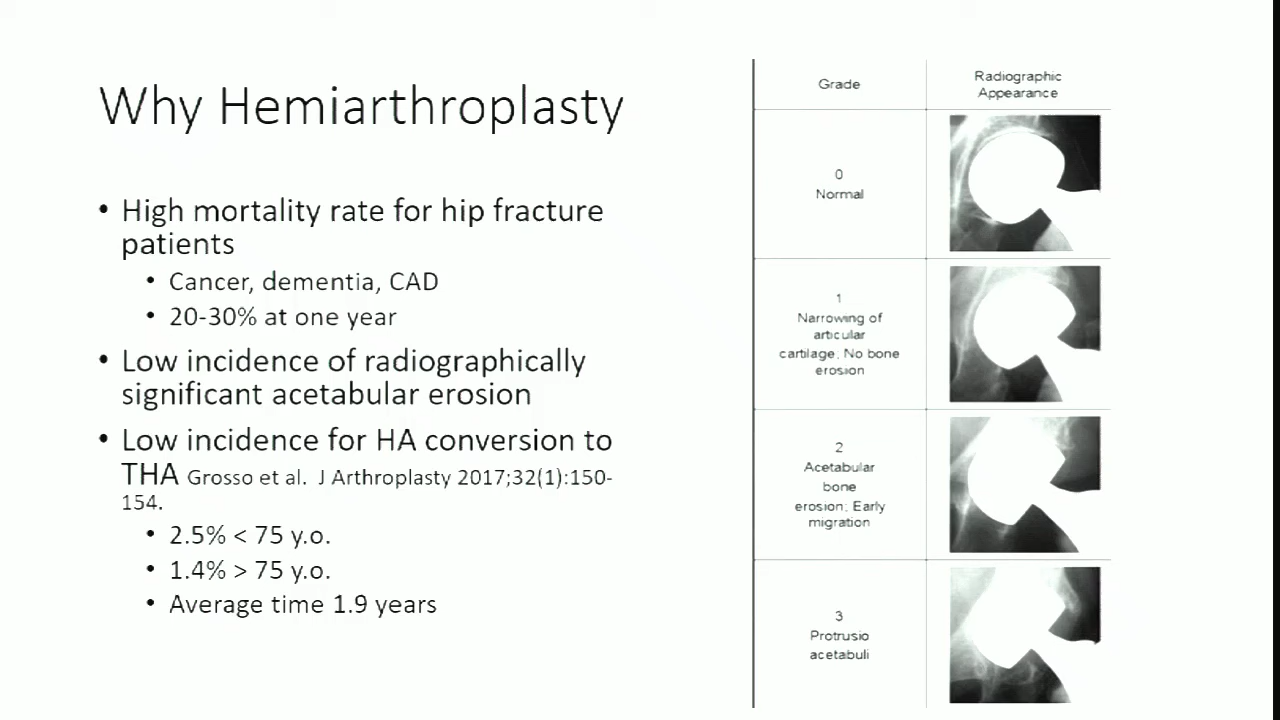 Why Hemiarthroplasty
• High mortality rate for hip fracture
patients
• Cancer, dementia, CAD
• 20-30% at one year
• Low incidence of radiographically
significant acetabular erosion
• Low incidence for HA conversion to
THA Grosso et al. J Arthroplasty 2017;32(1):150-
154.
• 2.5% < 75 y.o.
• 1.4% > 75 y.o.
• Average time 1.9 years
Grade
Radiographic
Appearance
0
Normal
1
Narrowing of
articular
cartilage; No bone
erosion
2
Acetabular
bone
erosion; Early
migration
3
Protrusio
acetabuli